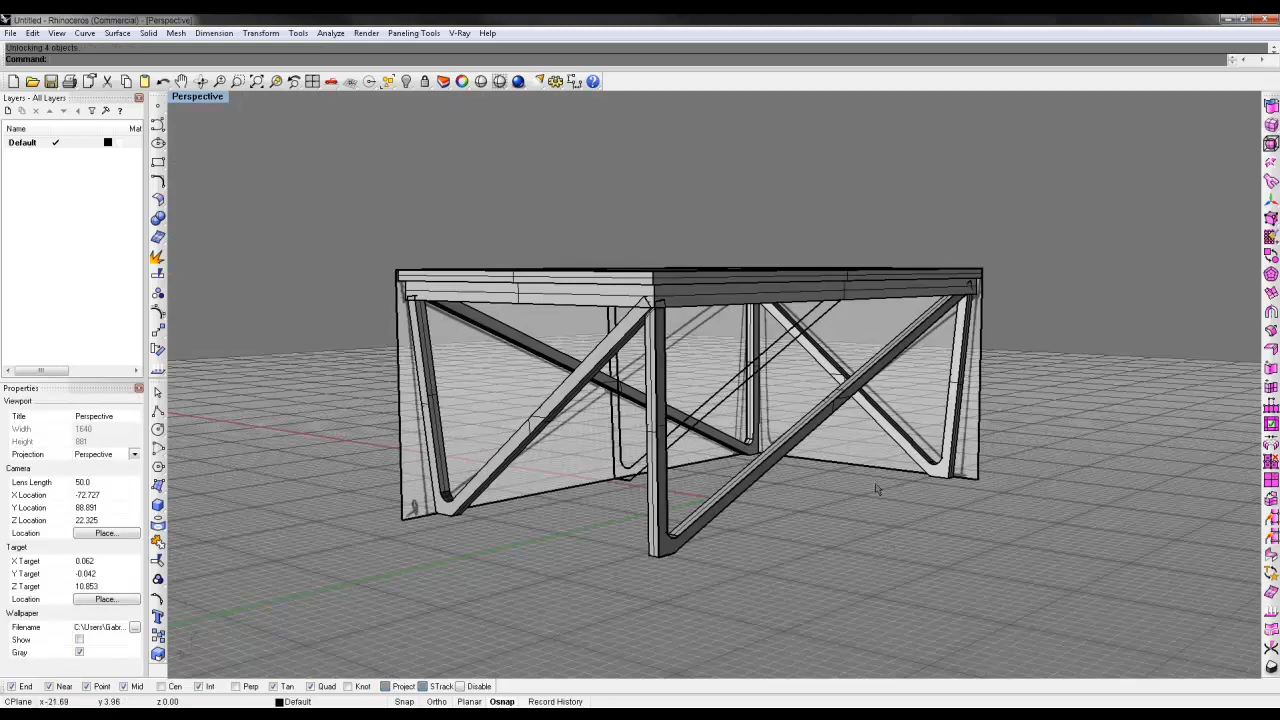 Untitled - Rhinoceros (Commercial) - [Perspective]
File Edit View Curve Surface Solid Mesh Dimension Transform Tools Analyze Render Paneling Tools V-Ray Help
Unlocking 4 objects.
Command:
Layers - All Layers
Perspective
Name Mat
Default
Properties
Viewport
Title Perspective
Width 1640
Height 881
Projection Perspective
Camera
Lens Length 50.0
X Location -72.727
Y Location 88.891
Z Location 22.325
Location Place...
Target
X Target 0.062
Y Target -0.042
Z Target 10.853
Location Place...
Wallpaper
Filename C:\Users\Gabr... ...
Show
Gray
End Near Point Mid Cen Int Perp Tan Quad Knot Project STrack Disable
CPlane x -21.69 y 3.96 z 0.00 Default Snap Ortho Planar Osnap Record History